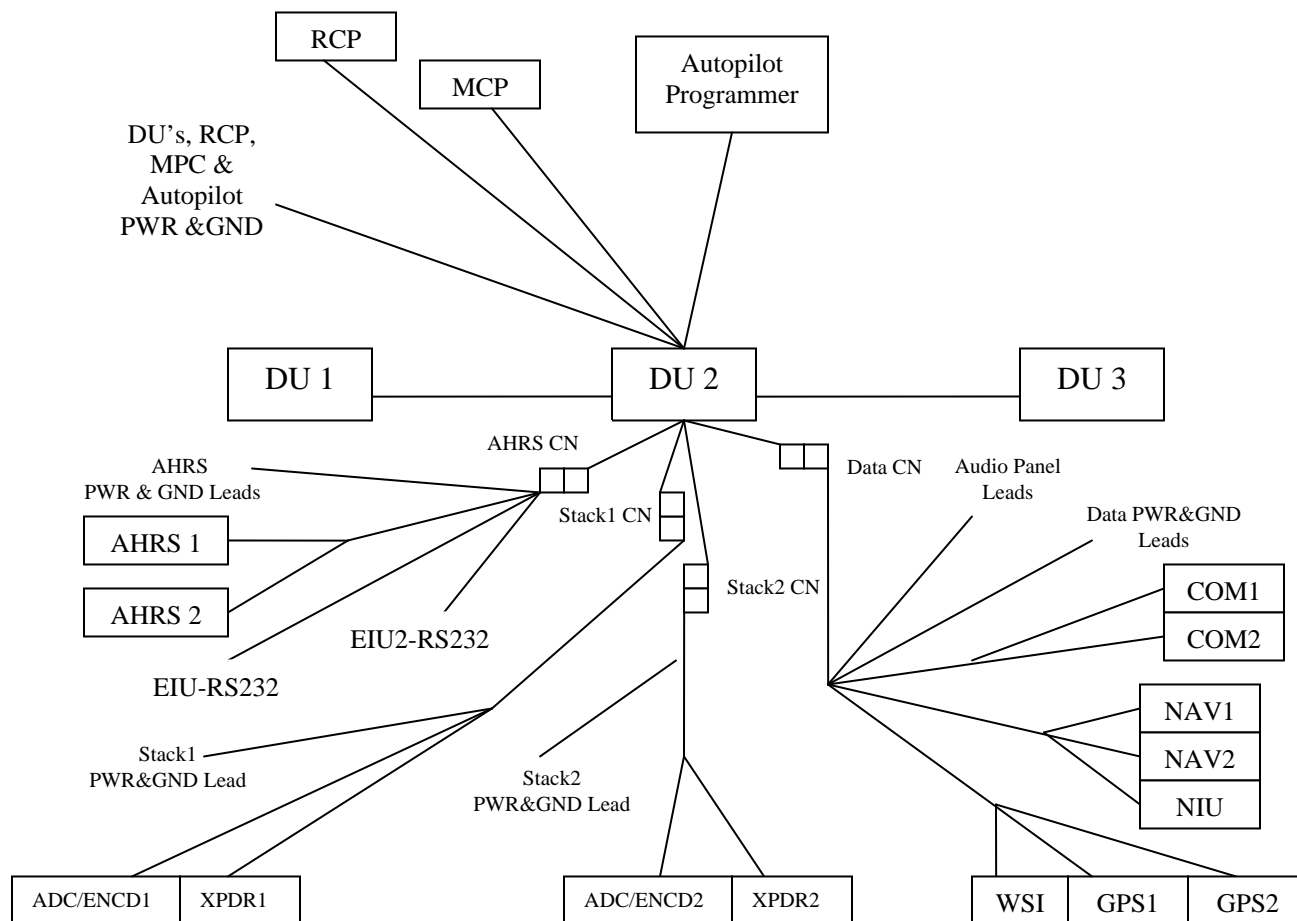 RCP
MCP
Autopilot
Programmer
DU’s, RCP,
MPC &
Autopilot
PWR &GND
DU 1
DU 2
DU 3
AHRS CN
Data CN
AHRS
PWR & GND Leads
Audio Panel
Leads
Stack1 CN
Data PWR&GND
Leads
AHRS 1
Stack2 CN
COM1
AHRS 2
COM2
EIU2-RS232
EIU-RS232
NAV1
Stack1
PWR&GND Lead
NAV2
Stack2
PWR&GND Lead
NIU
ADC/ENCD1
XPDR1
ADC/ENCD2
XPDR2
WSI
GPS1
GPS2